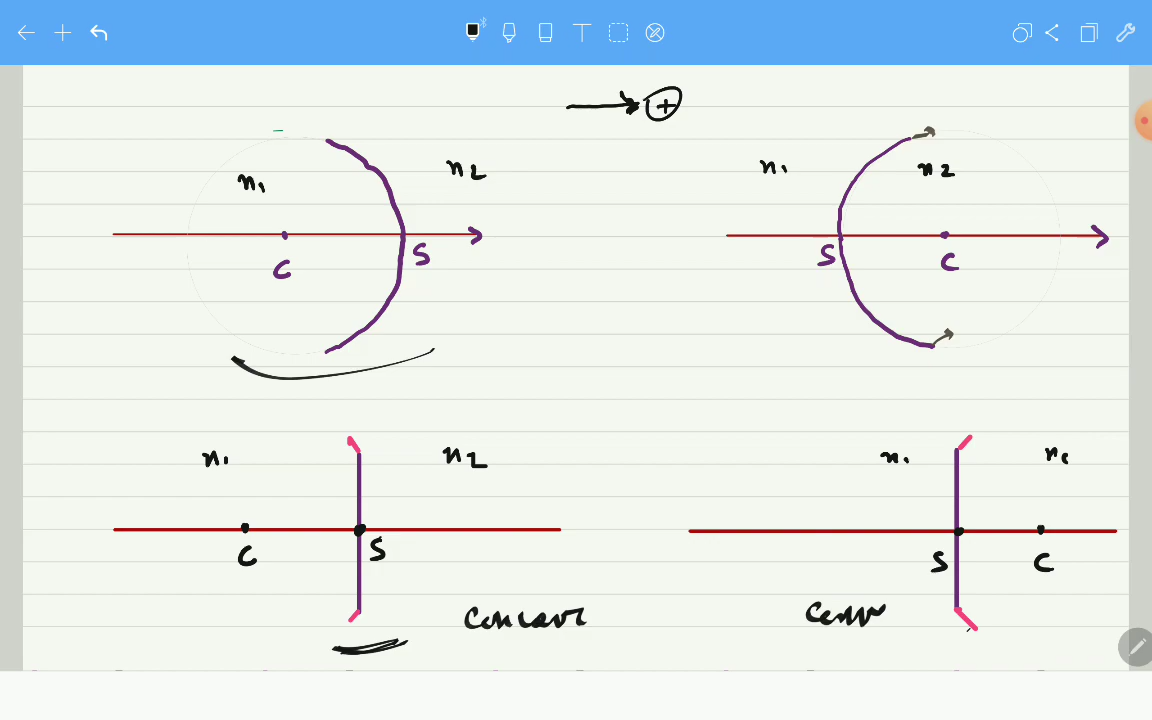 +
n1 n2 n1 n2
C S S C
n1 n2 n1
C S S C
Concave